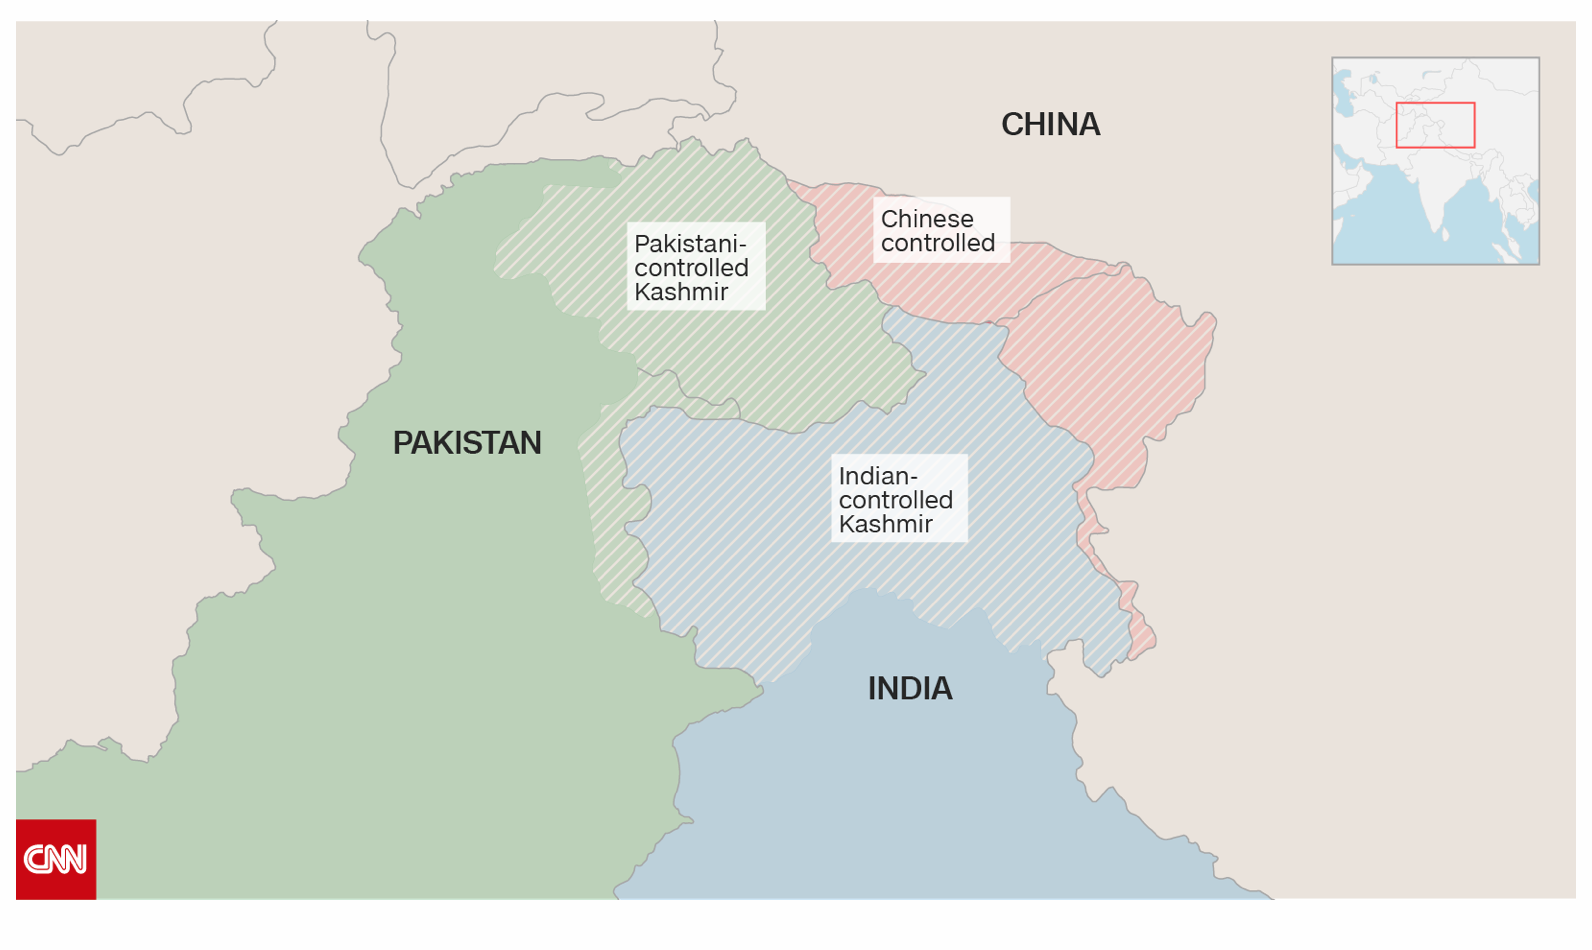 CHINA
Chinese
controlled
Pakistani-
controlled
Kashmir
PAKISTAN
Indian-
controlled
Kashmir
INDIA
CNN